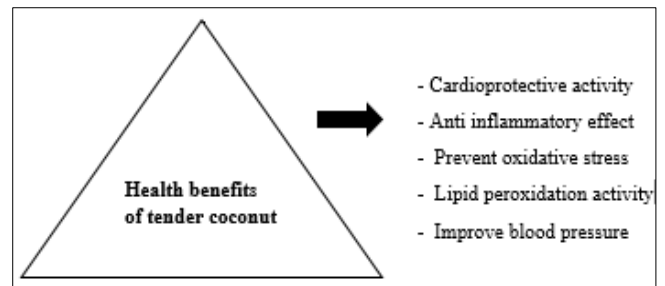 Health benefits
of tender coconut
- Cardioprotective activity
- Anti inflammatory effect
- Prevent oxidative stress
- Lipid peroxidation activity
- Improve blood pressure